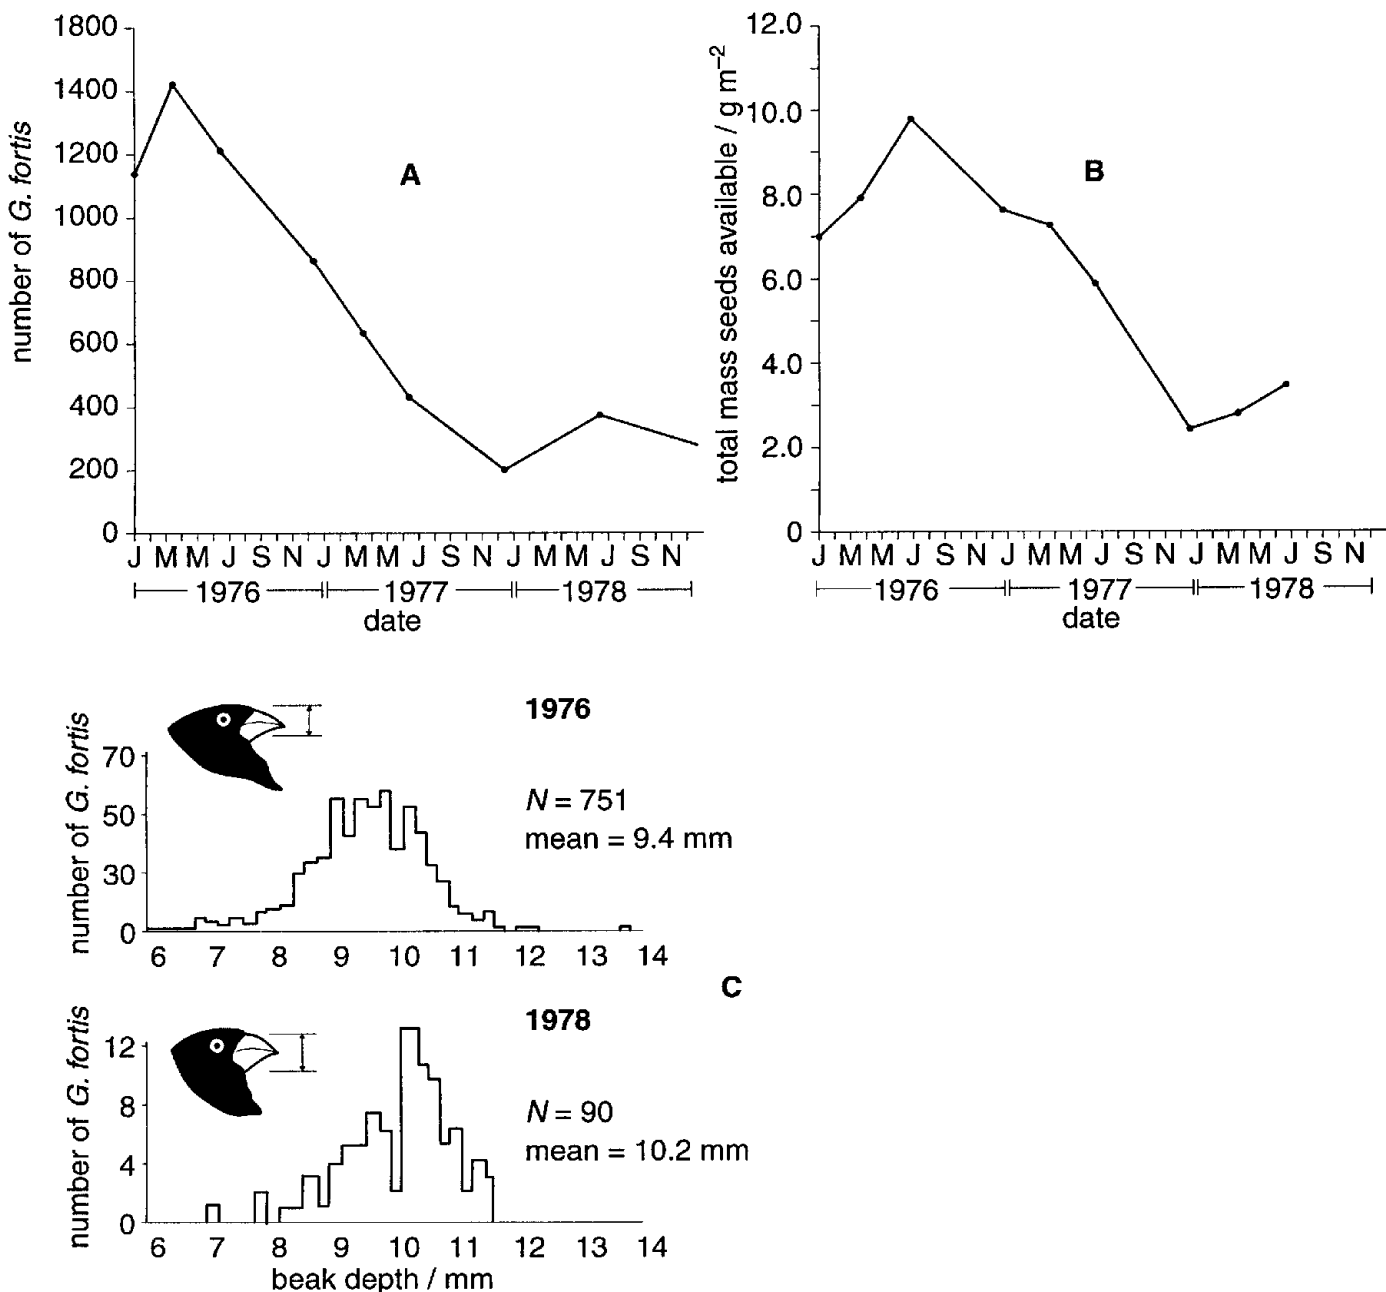 1800
1400
1200
1000
800
600
400
200
0
number of G. fortis
A
J M M J S N J M M J S N J M M J S N
1976 1977 1978
date
12.0
10.0
8.0
6.0
4.0
2.0
0
total mass seeds available / g m⁻²
B
J M M J S N J M M J S N J M M J S N
1976 1977 1978
date
1976
N = 751
mean = 9.4 mm
70
50
30
0
number of G. fortis
6 7 8 9 10 11 12 13 14
C
1978
N = 90
mean = 10.2 mm
12
8
4
0
number of G. fortis
6 7 8 9 10 11 12 13 14
beak depth / mm